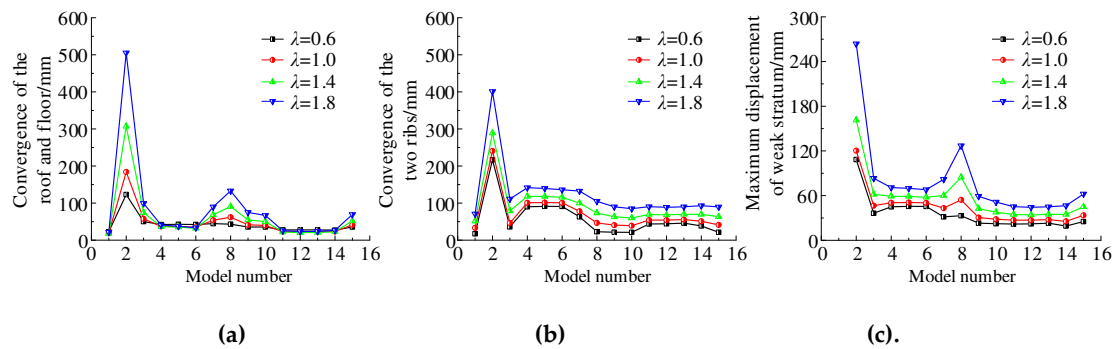 Convergence of the
roof and floor/mm
600
500
400
300
200
100
0
0 2 4 6 8 10 12 14 16
Model number
λ=0.6
λ=1.0
λ=1.4
λ=1.8
(a)
Convergence of the
two ribs/mm
600
500
400
300
200
100
0
0 2 4 6 8 10 12 14 16
Model number
λ=0.6
λ=1.0
λ=1.4
λ=1.8
(b)
Maximum displacement
of weak stratum/mm
300
240
180
120
60
0
0 2 4 6 8 10 12 14 16
Model number
λ=0.6
λ=1.0
λ=1.4
λ=1.8
(c).